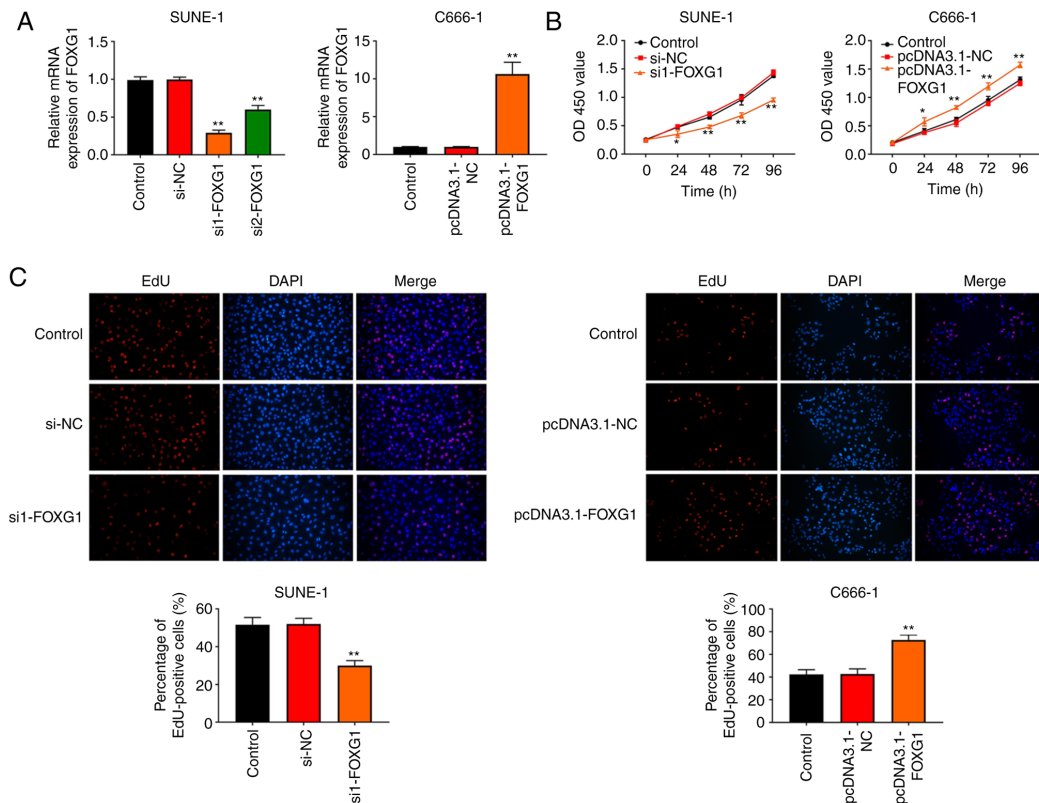 A
SUNE-1
Relative mRNA
expression of FOXG1
1.5
1.0
0.5
0.0
**
**
Control
si-NC
si1-FOXG1
si2-FOXG1
C666-1
Relative mRNA
expression of FOXG1
15
10
5
0
**
Control
pcDNA3.1-
NC
pcDNA3.1-
FOXG1
B
SUNE-1
OD 450 value
2.0
1.5
1.0
0.5
0.0
Control
si-NC
si1-FOXG1
*
**
**
**
0 24 48 72 96
Time (h)
C666-1
OD 450 value
2.0
1.5
1.0
0.5
0.0
Control
pcDNA3.1-NC
pcDNA3.1-
FOXG1
*
**
**
**
0 24 48 72 96
Time (h)
C
EdU DAPI Merge
Control
si-NC
si1-FOXG1
EdU DAPI Merge
Control
pcDNA3.1-NC
pcDNA3.1-FOXG1
SUNE-1
Percentage of
EdU-positive cells (%)
60
40
20
0
**
Control
si-NC
si1-FOXG1
C666-1
Percentage of
EdU-positive cells (%)
100
80
60
40
20
0
**
Control
pcDNA3.1-
NC
pcDNA3.1-
FOXG1